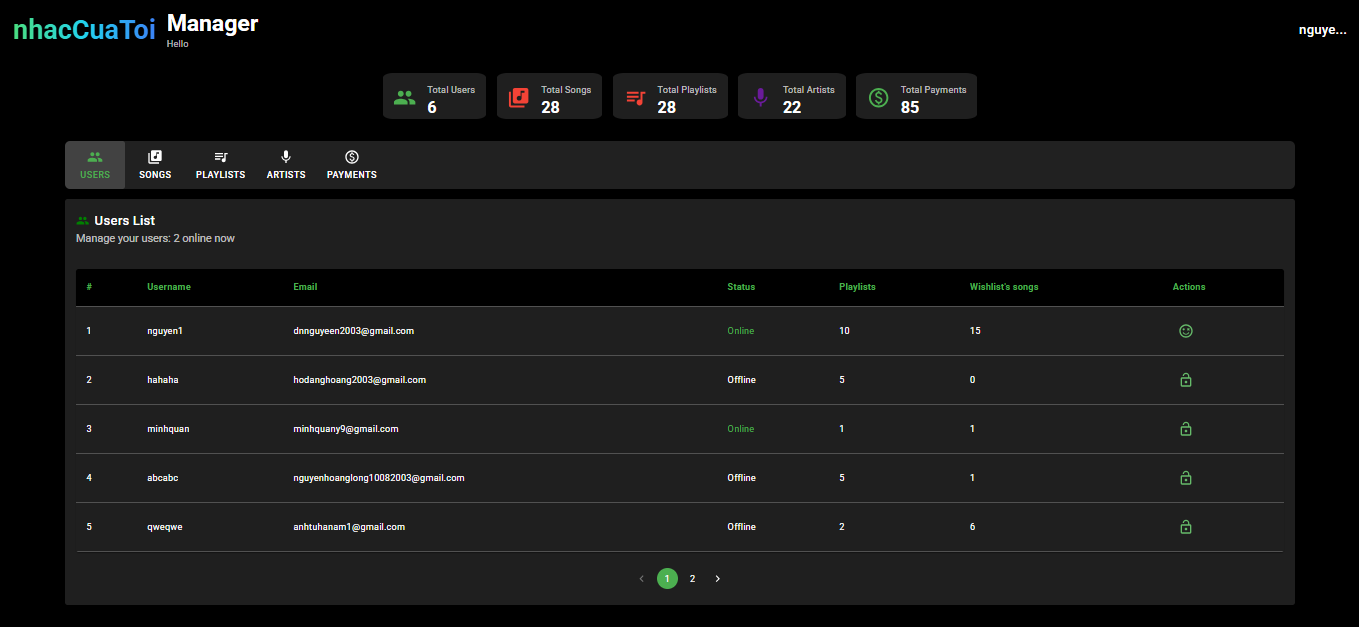 nhacCuaToi Manager
Hello
nguye...
Total Users
6
Total Songs
28
Total Playlists
28
Total Artists
22
Total Payments
85
USERS SONGS PLAYLISTS ARTISTS PAYMENTS
Users List
Manage your users: 2 online now
# Username Email Status Playlists Wishlist's songs Actions
1 nguyen1 dnnguyeen2003@gmail.com Online 10 15
2 hahaha hodanghoang2003@gmail.com Offline 5 0
3 minhquan minhquany9@gmail.com Online 1 1
4 abcabc nguyenhoanglong10082003@gmail.com Offline 5 1
5 qweqwe anhtuhanam1@gmail.com Offline 2 6
‹ 1 2 ›